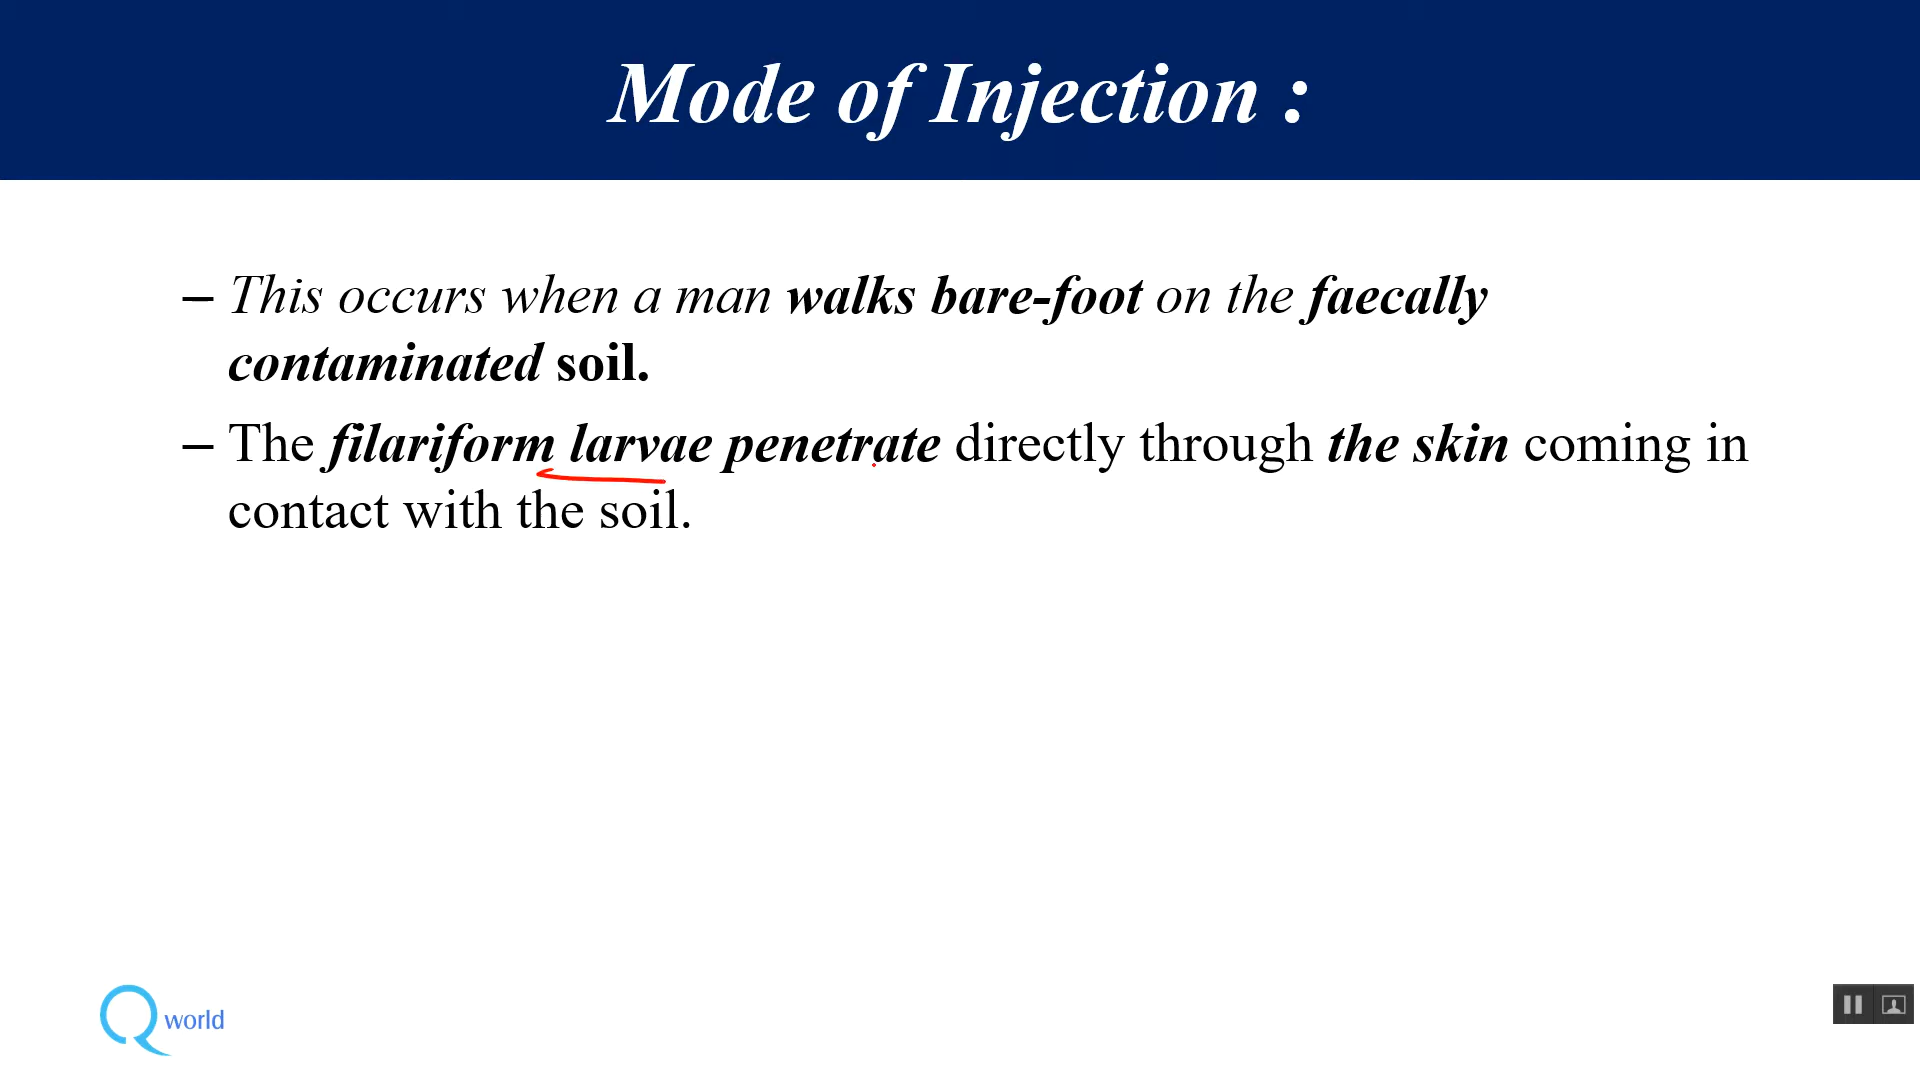 Mode of Injection :
– This occurs when a man walks bare-foot on the faecally
contaminated soil.
– The filariform larvae penetrate directly through the skin coming in
contact with the soil.
Q world